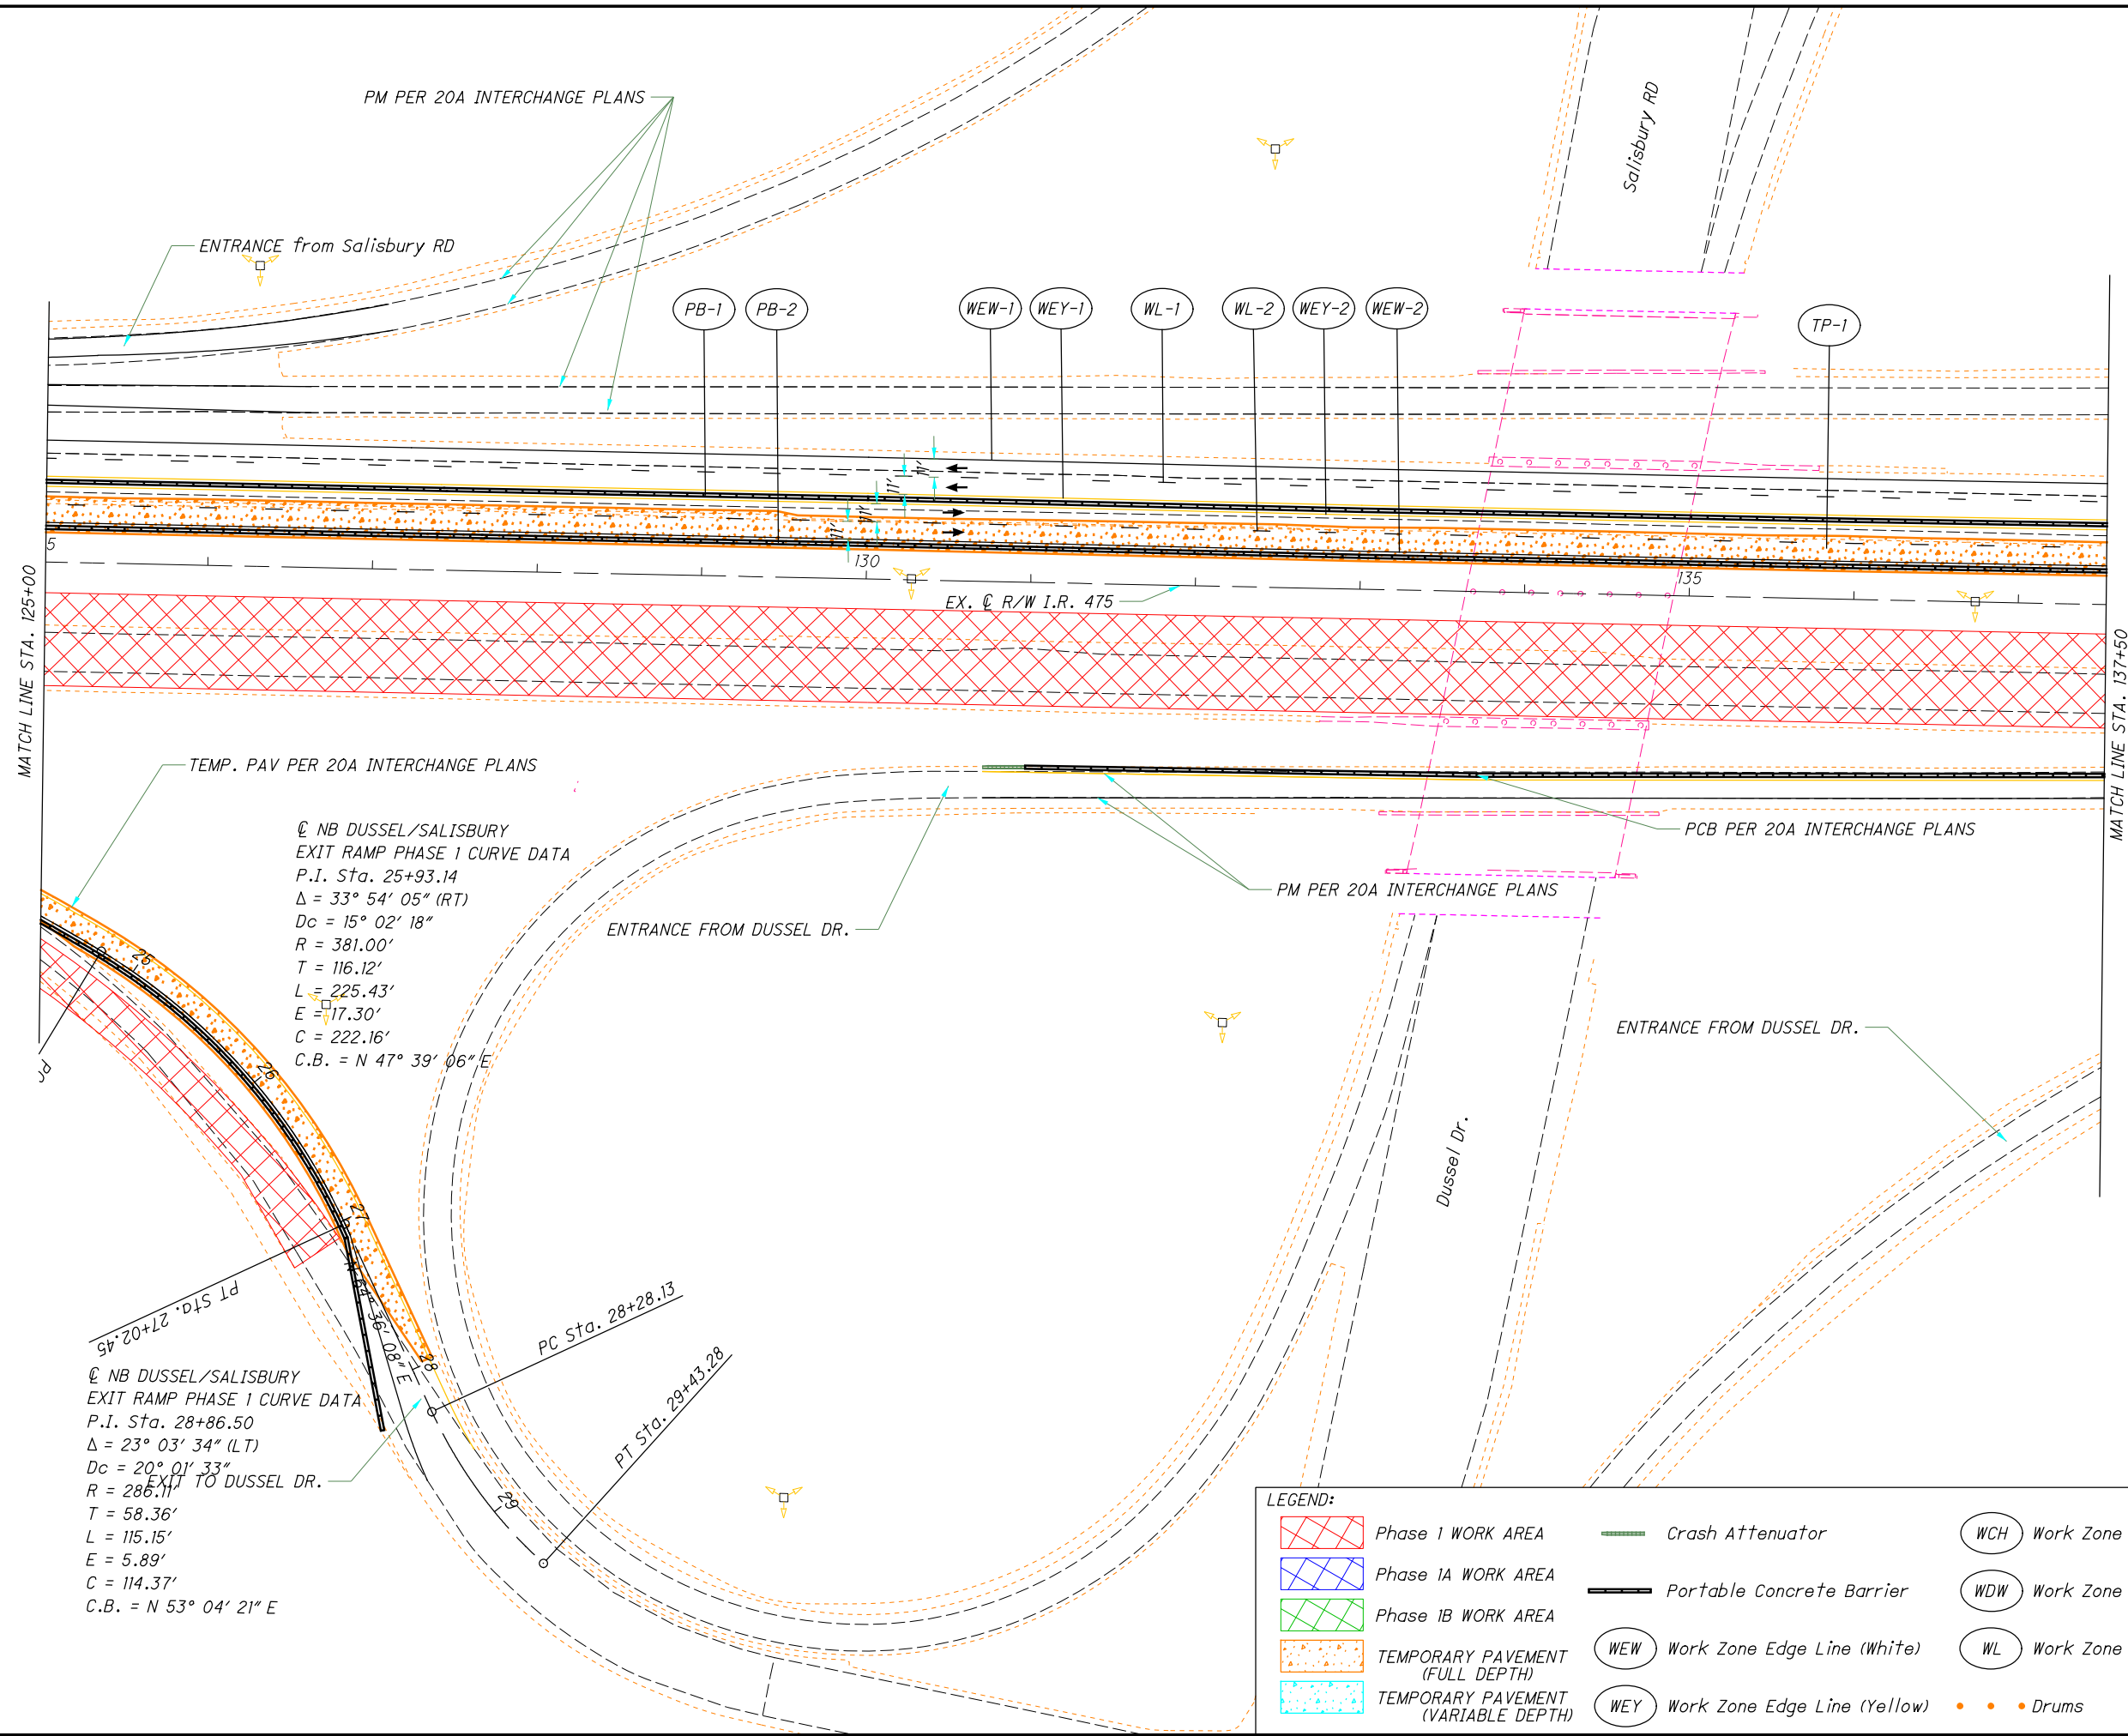 PM PER 20A INTERCHANGE PLANS
Salisbury RD
ENTRANCE from Salisbury RD
PB-1
PB-2
WEW-1
WEY-1
WL-1
WL-2
WEY-2
WEW-2
TP-1
11'
11'
11'
11'
5
130
135
EX. ℄ R/W I.R. 475
MATCH LINE STA. 125+00
MATCH LINE STA. 137+50
TEMP. PAV PER 20A INTERCHANGE PLANS
℄ NB DUSSEL/SALISBURY
EXIT RAMP PHASE 1 CURVE DATA
P.I. Sta. 25+93.14
Δ = 33° 54' 05" (RT)
Dc = 15° 02' 18"
R = 381.00'
T = 116.12'
L = 225.43'
E = 17.30'
C = 222.16'
C.B. = N 47° 39' 06" E
PCB PER 20A INTERCHANGE PLANS
PM PER 20A INTERCHANGE PLANS
ENTRANCE FROM DUSSEL DR.
ENTRANCE FROM DUSSEL DR.
25
PC
26
27
Dussel Dr.
PT Sta. 27+02.45
N 64° 36' 08" E
28
PC Sta. 28+28.13
PT Sta. 29+43.28
29
℄ NB DUSSEL/SALISBURY
EXIT RAMP PHASE 1 CURVE DATA
P.I. Sta. 28+86.50
Δ = 23° 03' 34" (LT)
Dc = 20° 01' 33"
EXIT TO DUSSEL DR.
R = 286.11'
T = 58.36'
L = 115.15'
E = 5.89'
C = 114.37'
C.B. = N 53° 04' 21" E
LEGEND:
Phase 1 WORK AREA
Phase 1A WORK AREA
Phase 1B WORK AREA
TEMPORARY PAVEMENT
(FULL DEPTH)
TEMPORARY PAVEMENT
(VARIABLE DEPTH)
Crash Attenuator
Portable Concrete Barrier
WEW Work Zone Edge Line (White)
WEY Work Zone Edge Line (Yellow)
WCH Work Zone
WDW Work Zone
WL Work Zone
Drums